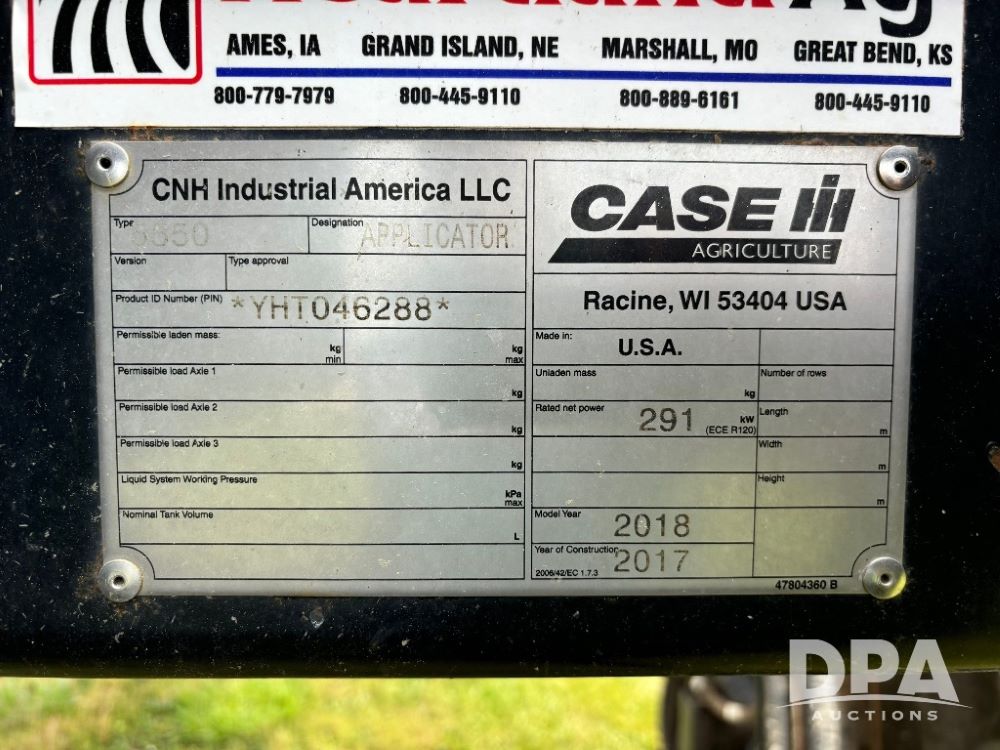 AMES, IA GRAND ISLAND, NE MARSHALL, MO GREAT BEND, KS
800-779-7979 800-445-9110 800-889-6161 800-445-9110
CNH Industrial America LLC
Type 5550 Designation APPLICATOR
Version Type approval
Product ID Number (PIN) *YHT046288*
Permissible laden mass: kg min kg max
Permissible load Axle 1 kg
Permissible load Axle 2 kg
Permissible load Axle 3 kg
Liquid System Working Pressure kPa max
Nominal Tank Volume L
CASE IH
AGRICULTURE
Racine, WI 53404 USA
Made in: U.S.A.
Unladen mass kg Number of rows
Rated net power 291 kW (ECE R120) Length m
Width m
Height m
Model Year 2018
Year of Construction 2017
2006/42/EC 1.7.3
47804360 B
DPA
AUCTIONS